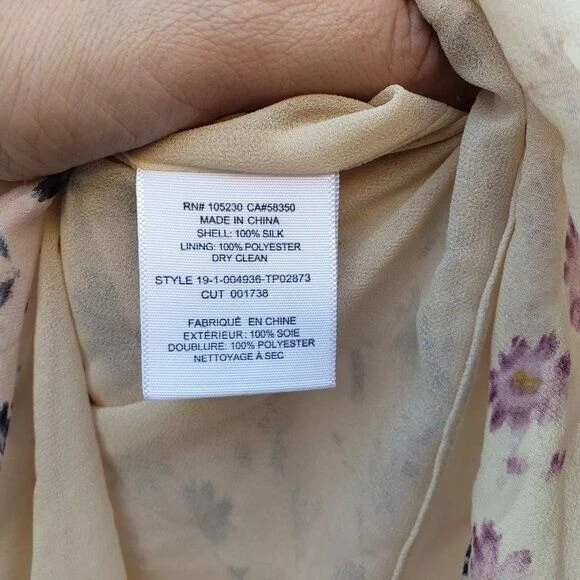 RN# 105230 CA#58350
MADE IN CHINA
SHELL: 100% SILK
LINING: 100% POLYESTER
DRY CLEAN
STYLE 19-1-004936-TP02873
CUT 001738
FABRIQUÉ EN CHINE
EXTÉRIEUR: 100% SOIE
DOUBLURE: 100% POLYESTER
NETTOYAGE À SEC